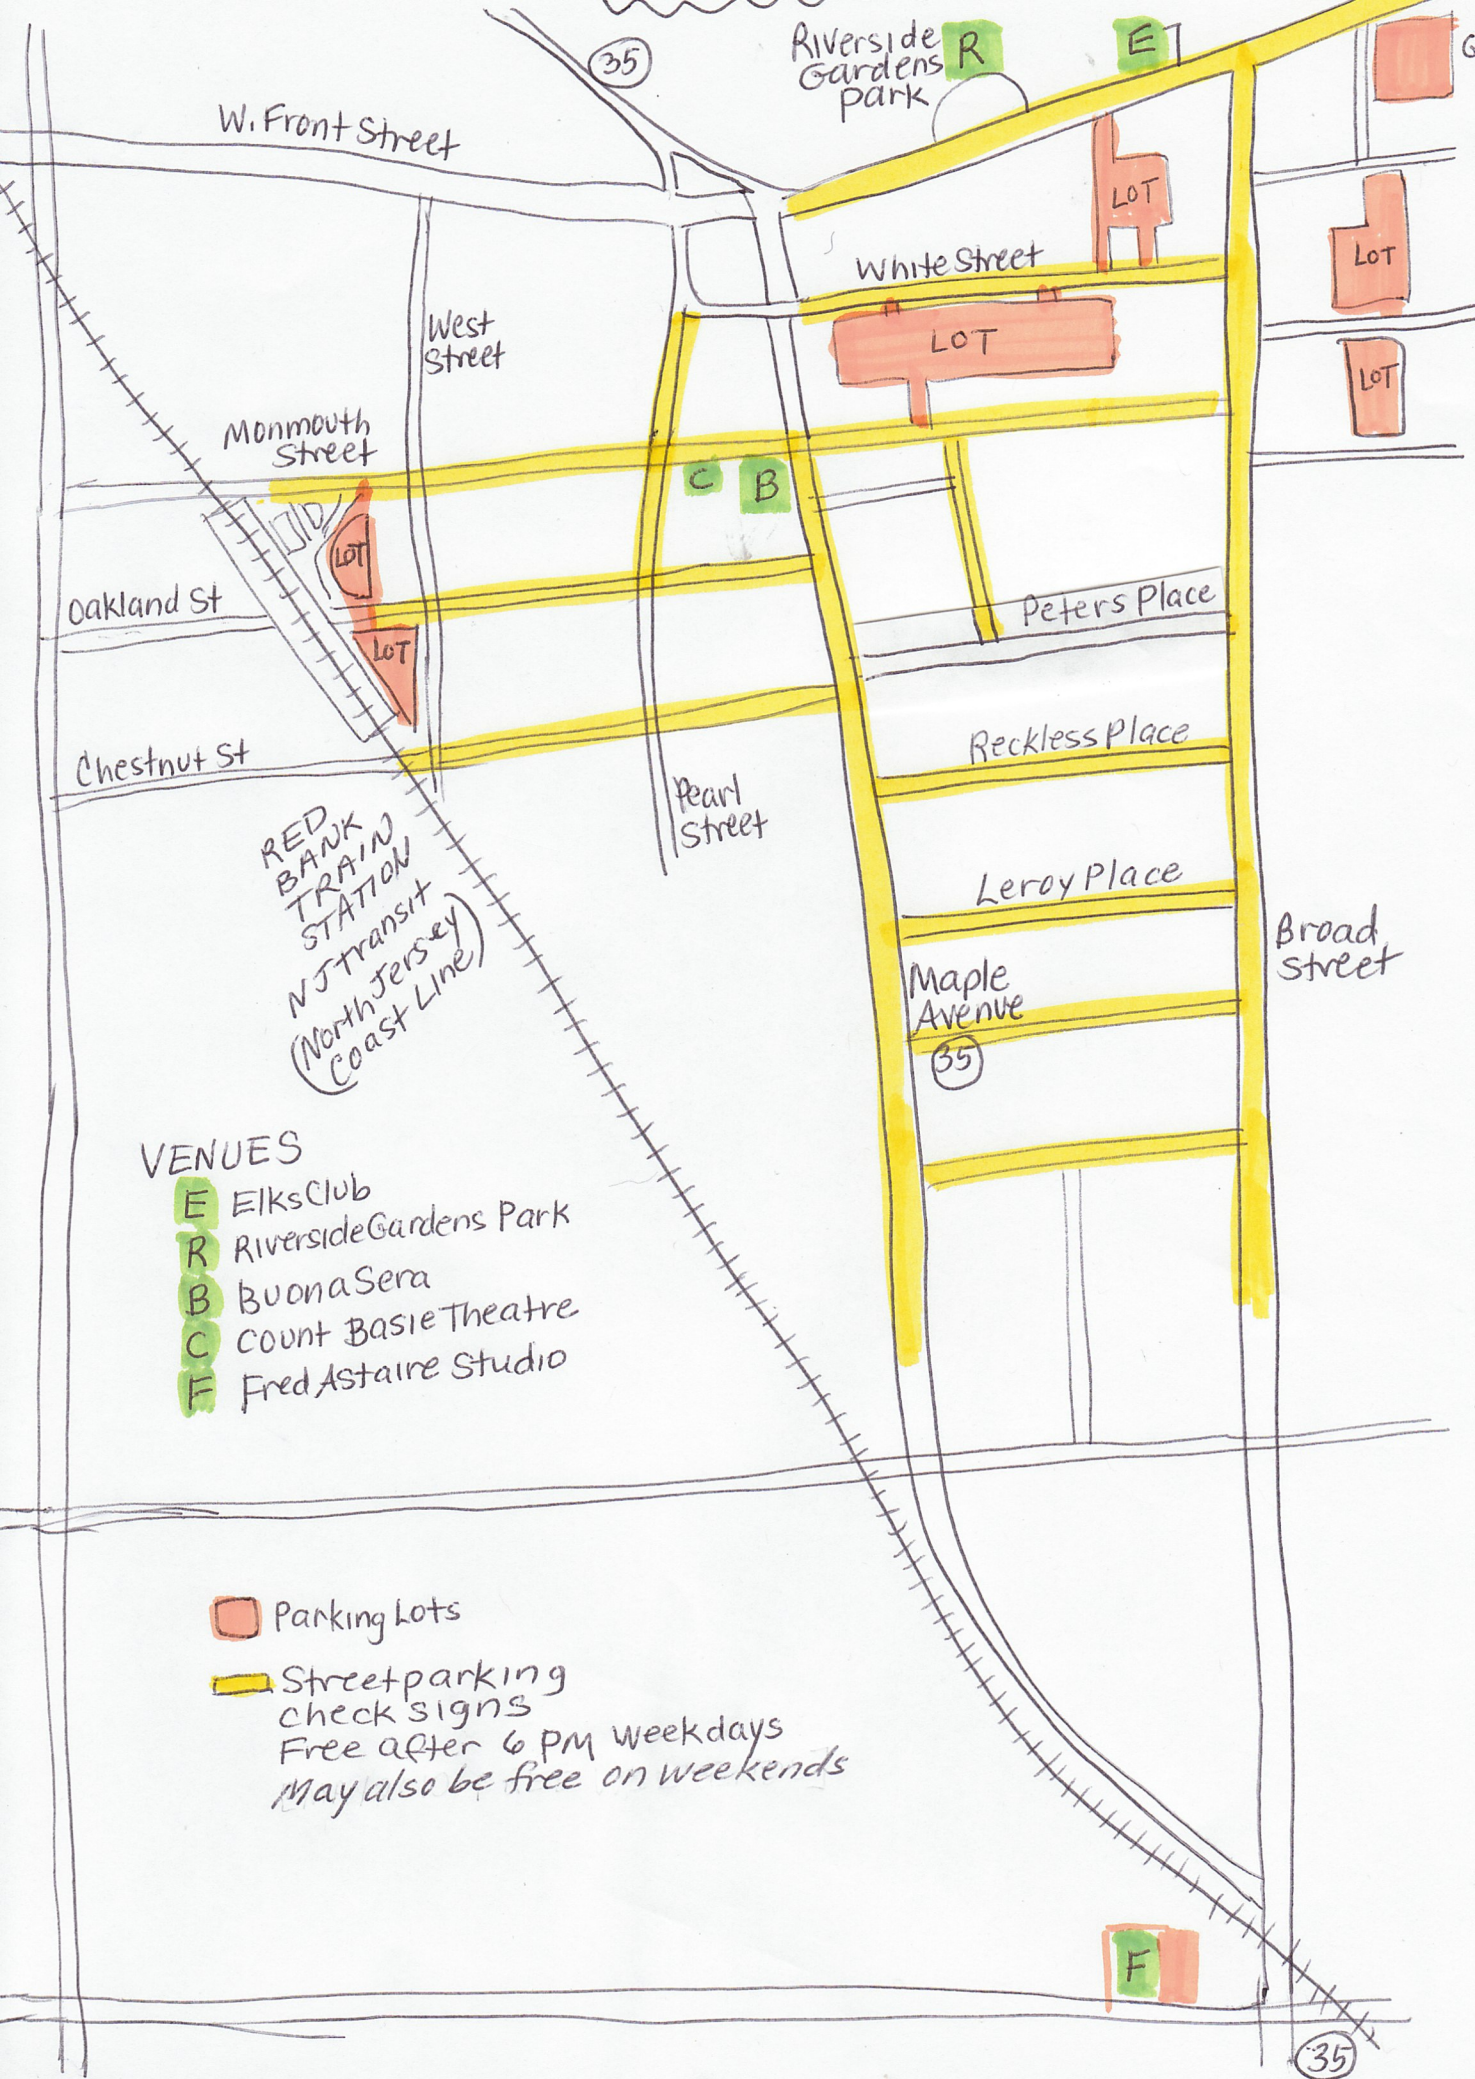 35
Riverside
Gardens
park
R
E
W. Front Street
LOT
White Street
LOT
West
Street
LOT
LOT
Monmouth
Street
C
B
LOT
Oakland St
Peters Place
LOT
Chestnut St
Reckless Place
Pearl
Street
RED
BANK
TRAIN
STATION
NJ transit
(North Jersey
Coast Line)
Leroy Place
Broad
Street
Maple
Avenue
35
VENUES
E Elks Club
R Riverside Gardens Park
B Buona Sera
C Count Basie Theatre
F Fred Astaire Studio
Parking Lots
Street parking
check signs
Free after 6 PM weekdays
May also be free on weekends
F
35